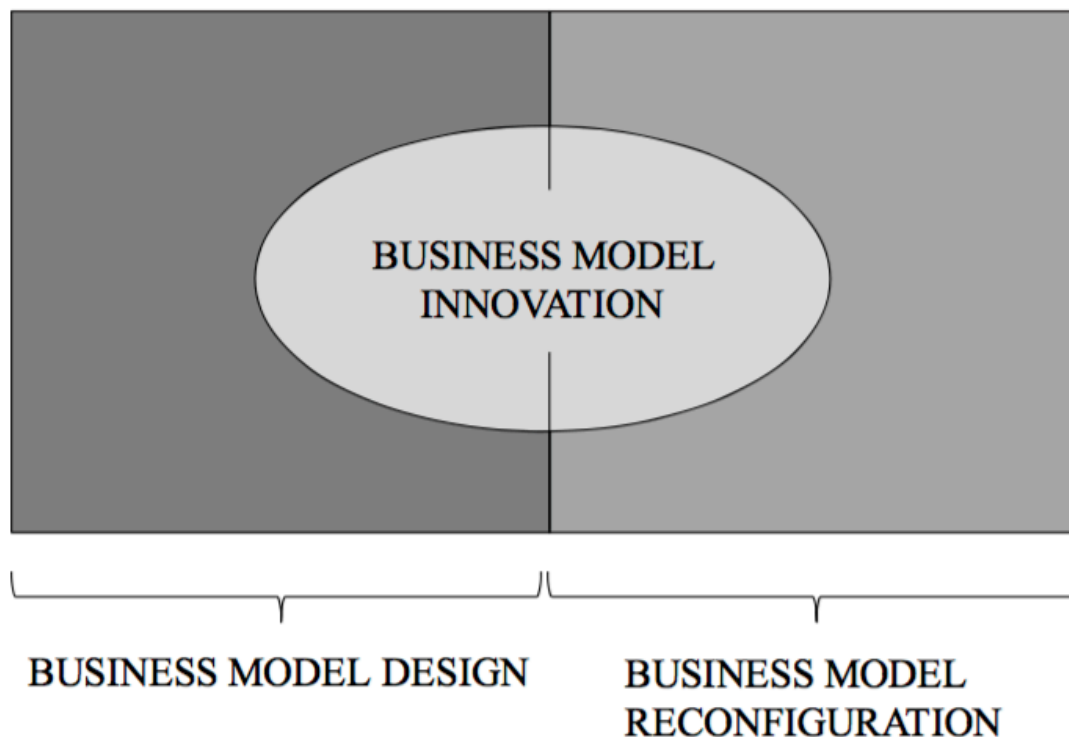 BUSINESS MODEL
INNOVATION
BUSINESS MODEL DESIGN
BUSINESS MODEL
RECONFIGURATION